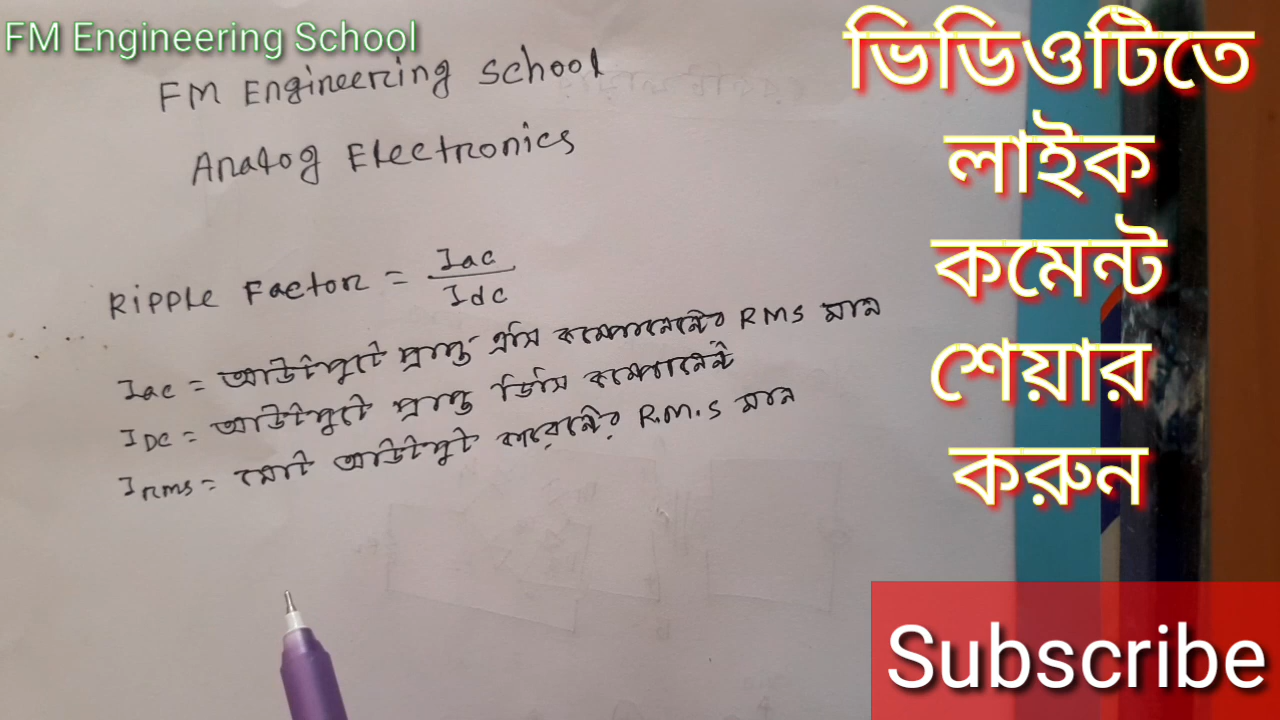 FM Engineering School
FM Engineering School
Analog Electronics
Ripple Factor = Iac / Idc
Iac = আউটপুটে প্রাপ্ত এসি কম্পোনেন্টের RMS মান
IDC = আউটপুটে প্রাপ্ত ডিসি কম্পোনেন্ট
Irms = মোট আউটপুট কারেন্টের R.M.S মান
ভিডিওটিতে
লাইক
কমেন্ট
শেয়ার
করুন
Subscribe